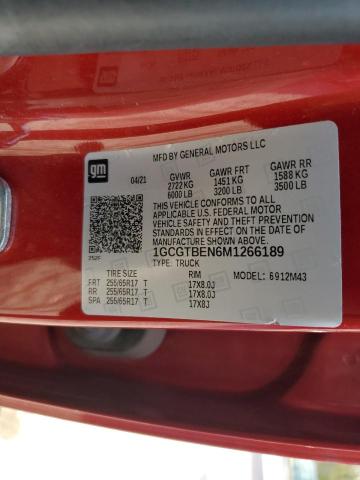 gm
MFD BY GENERAL MOTORS LLC
04/21 GVWR GAWR FRT GAWR RR
2722 KG 1451 KG 1588 KG
6000 LB 3200 LB 3500 LB
THIS VEHICLE CONFORMS TO ALL
APPLICABLE U.S. FEDERAL MOTOR
VEHICLE SAFETY AND THEFT
PREVENTION STANDARDS IN EFFECT
ON THE DATE OF MANUFACTURE
SHOWN ABOVE.
1GCGTBEN6M1266189
TYPE: TRUCK
MODEL: 6912M43
TIRE SIZE RIM
FRT 255/65R17 T 17X8.0J
RR 255/65R17 T 17X8.0J
SPA 255/65R17 T 17X8J